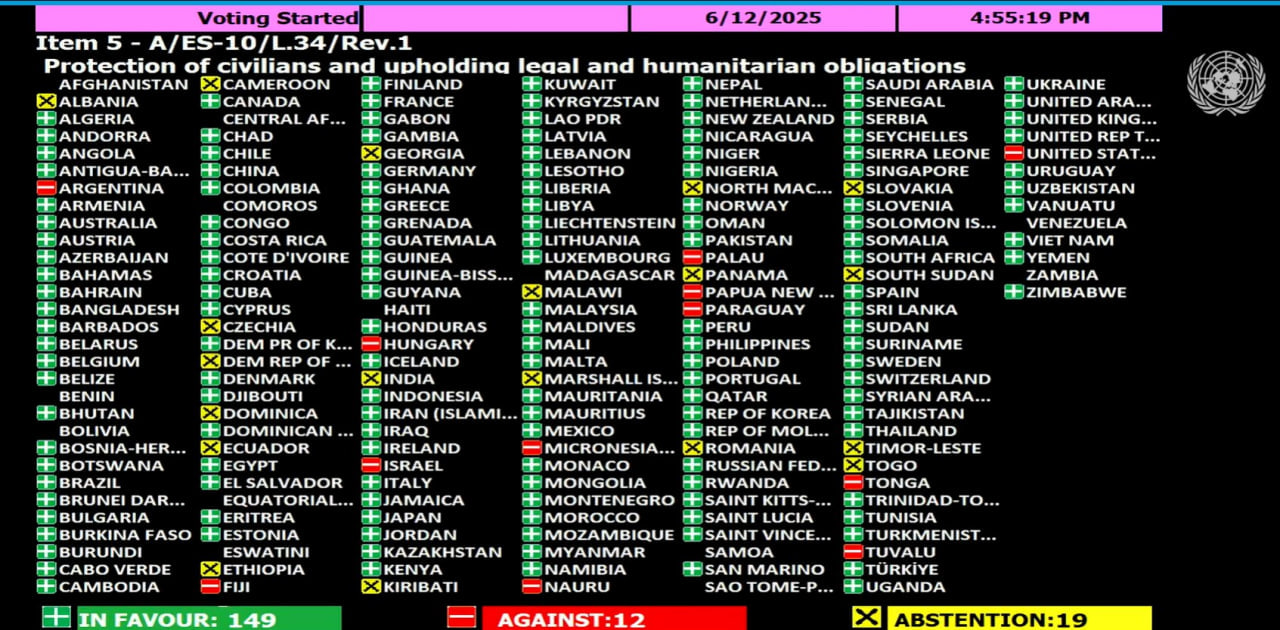 Voting Started 6/12/2025 4:55:19 PM
Item 5 - A/ES-10/L.34/Rev.1
Protection of civilians and upholding legal and humanitarian obligations
AFGHANISTAN
ALBANIA
ALGERIA
ANDORRA
ANGOLA
ANTIGUA-BA...
ARGENTINA
ARMENIA
AUSTRALIA
AUSTRIA
AZERBAIJAN
BAHAMAS
BAHRAIN
BANGLADESH
BARBADOS
BELARUS
BELGIUM
BELIZE
BENIN
BHUTAN
BOLIVIA
BOSNIA-HER...
BOTSWANA
BRAZIL
BRUNEI DAR...
BULGARIA
BURKINA FASO
BURUNDI
CABO VERDE
CAMBODIA
CAMEROON
CANADA
CENTRAL AF...
CHAD
CHILE
CHINA
COLOMBIA
COMOROS
CONGO
COSTA RICA
COTE D'IVOIRE
CROATIA
CUBA
CYPRUS
CZECHIA
DEM PR OF K...
DEM REP OF ...
DENMARK
DJIBOUTI
DOMINICA
DOMINICAN ...
ECUADOR
EGYPT
EL SALVADOR
EQUATORIAL...
ERITREA
ESTONIA
ESWATINI
ETHIOPIA
FIJI
FINLAND
FRANCE
GABON
GAMBIA
GEORGIA
GERMANY
GHANA
GREECE
GRENADA
GUATEMALA
GUINEA
GUINEA-BISS...
GUYANA
HAITI
HONDURAS
HUNGARY
ICELAND
INDIA
INDONESIA
IRAN (ISLAMI...
IRAQ
IRELAND
ISRAEL
ITALY
JAMAICA
JAPAN
JORDAN
KAZAKHSTAN
KENYA
KIRIBATI
KUWAIT
KYRGYZSTAN
LAO PDR
LATVIA
LEBANON
LESOTHO
LIBERIA
LIBYA
LIECHTENSTEIN
LITHUANIA
LUXEMBOURG
MADAGASCAR
MALAWI
MALAYSIA
MALDIVES
MALI
MALTA
MARSHALL IS...
MAURITANIA
MAURITIUS
MEXICO
MICRONESIA...
MONACO
MONGOLIA
MONTENEGRO
MOROCCO
MOZAMBIQUE
MYANMAR
NAMIBIA
NAURU
NEPAL
NETHERLAN...
NEW ZEALAND
NICARAGUA
NIGER
NIGERIA
NORTH MAC...
NORWAY
OMAN
PAKISTAN
PALAU
PANAMA
PAPUA NEW ...
PARAGUAY
PERU
PHILIPPINES
POLAND
PORTUGAL
QATAR
REP OF KOREA
REP OF MOL...
ROMANIA
RUSSIAN FED...
RWANDA
SAINT KITTS-...
SAINT LUCIA
SAINT VINCE...
SAMOA
SAN MARINO
SAO TOME-P...
SAUDI ARABIA
SENEGAL
SERBIA
SEYCHELLES
SIERRA LEONE
SINGAPORE
SLOVAKIA
SLOVENIA
SOLOMON IS...
SOMALIA
SOUTH AFRICA
SOUTH SUDAN
SPAIN
SRI LANKA
SUDAN
SURINAME
SWEDEN
SWITZERLAND
SYRIAN ARA...
TAJIKISTAN
THAILAND
TIMOR-LESTE
TOGO
TONGA
TRINIDAD-TO...
TUNISIA
TURKMENIST...
TUVALU
TÜRKİYE
UGANDA
UKRAINE
UNITED ARA...
UNITED KING...
UNITED REP T...
UNITED STAT...
URUGUAY
UZBEKISTAN
VANUATU
VENEZUELA
VIET NAM
YEMEN
ZAMBIA
ZIMBABWE
IN FAVOUR: 149 AGAINST:12 ABSTENTION:19